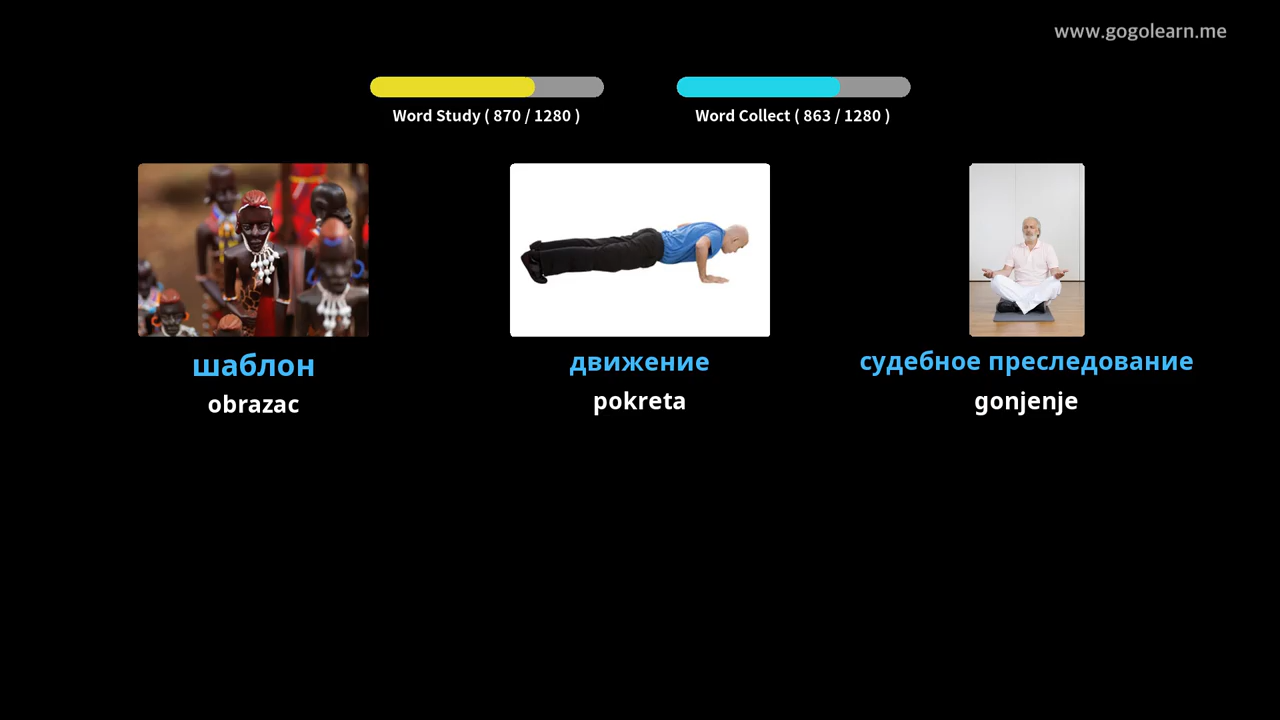 www.gogolearn.me
Word Study ( 870 / 1280 )
Word Collect ( 863 / 1280 )
шаблон
obrazac
движение
pokreta
судебное преследование
gonjenje